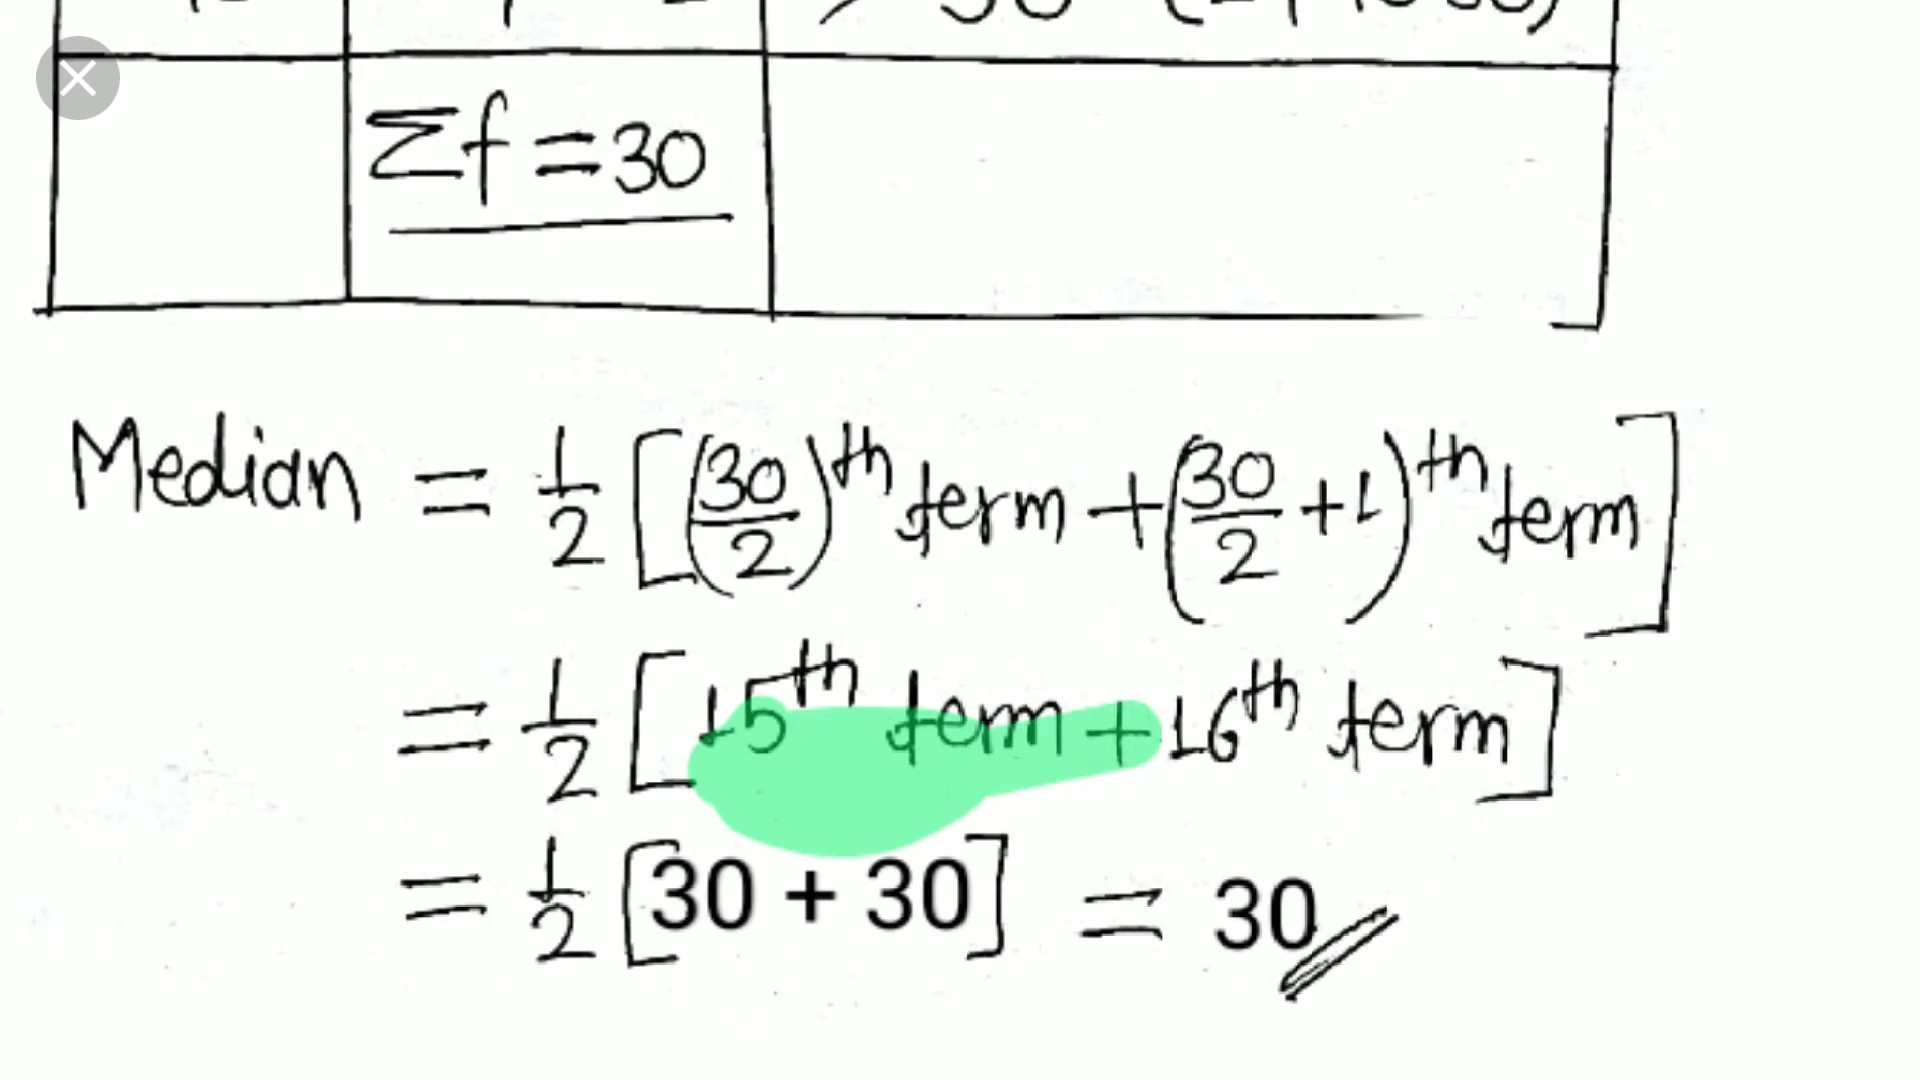 Σf = 30
Median = 1/2 [(30/2)th term + (30/2 + 1)th term]
= 1/2 [15th term + 16th term]
= 1/2 [30 + 30] = 30